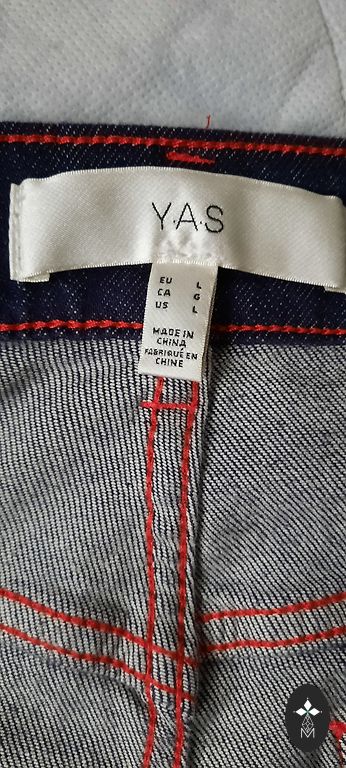 Y.A.S
EU L
CA G
US L
MADE IN
CHINA
FABRIQUÉ EN
CHINE
M